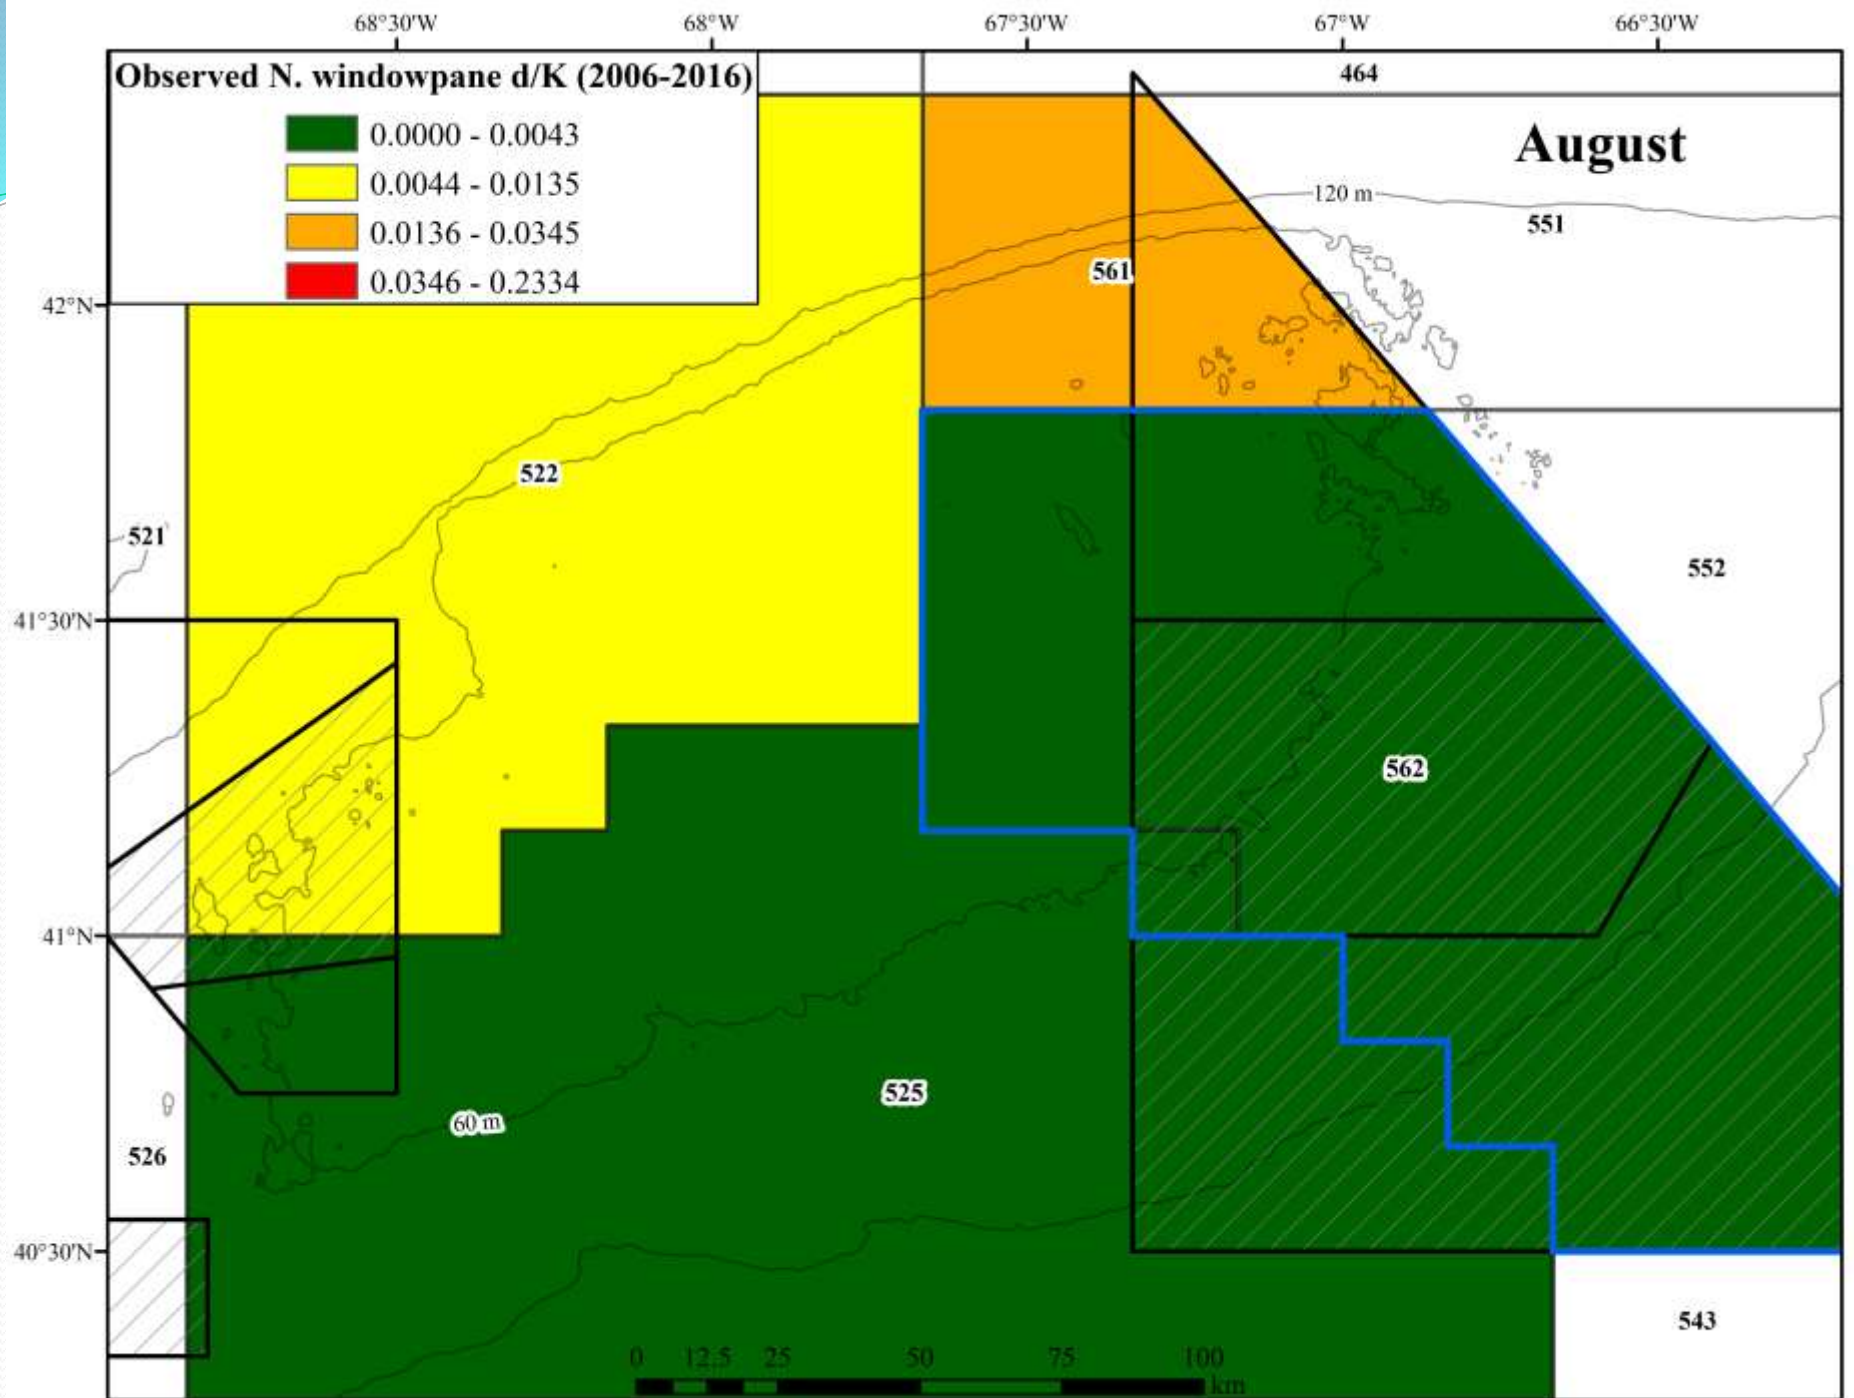 68°30'W 68°W 67°30'W 67°W 66°30'W
Observed N. windowpane d/K (2006-2016)
0.0000 - 0.0043
0.0044 - 0.0135
0.0136 - 0.0345
0.0346 - 0.2334
464
August
120 m
551
561
42°N
522
521
552
41°30'N
562
41°N
525
60 m
526
40°30'N
543
0 12.5 25 50 75 100
km